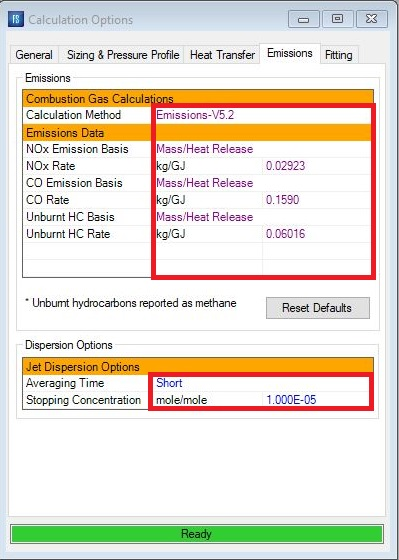 Calculation Options
General Sizing & Pressure Profile Heat Transfer Emissions Fitting
Emissions
Combustion Gas Calculations
Calculation Method Emissions-V5.2
Emissions Data
NOx Emission Basis Mass/Heat Release
NOx Rate kg/GJ 0.02923
CO Emission Basis Mass/Heat Release
CO Rate kg/GJ 0.1590
Unburnt HC Basis Mass/Heat Release
Unburnt HC Rate kg/GJ 0.06016
* Unburnt hydrocarbons reported as methane Reset Defaults
Dispersion Options
Jet Dispersion Options
Averaging Time Short
Stopping Concentration mole/mole 1.000E-05
Ready